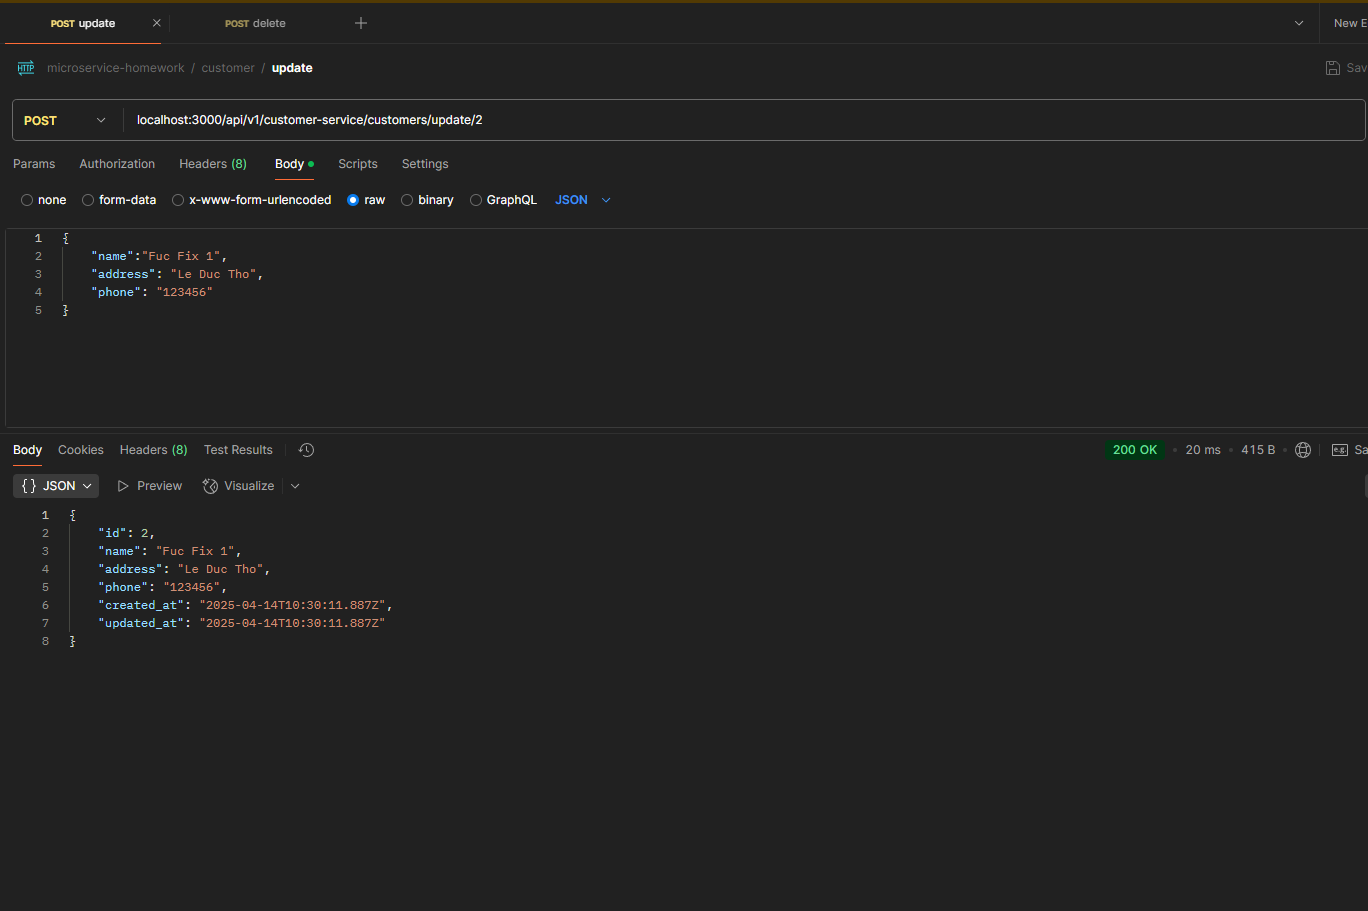 POST update
POST delete
New E
HTTP microservice-homework / customer / update
Sav
POST localhost:3000/api/v1/customer-service/customers/update/2
Params Authorization Headers (8) Body Scripts Settings
none form-data x-www-form-urlencoded raw binary GraphQL JSON
1 {
2 "name":"Fuc Fix 1",
3 "address": "Le Duc Tho",
4 "phone": "123456"
5 }
Body Cookies Headers (8) Test Results 200 OK 20 ms 415 B e.g. Sa
{ } JSON Preview Visualize
1 {
2 "id": 2,
3 "name": "Fuc Fix 1",
4 "address": "Le Duc Tho",
5 "phone": "123456",
6 "created_at": "2025-04-14T10:30:11.887Z",
7 "updated_at": "2025-04-14T10:30:11.887Z"
8 }